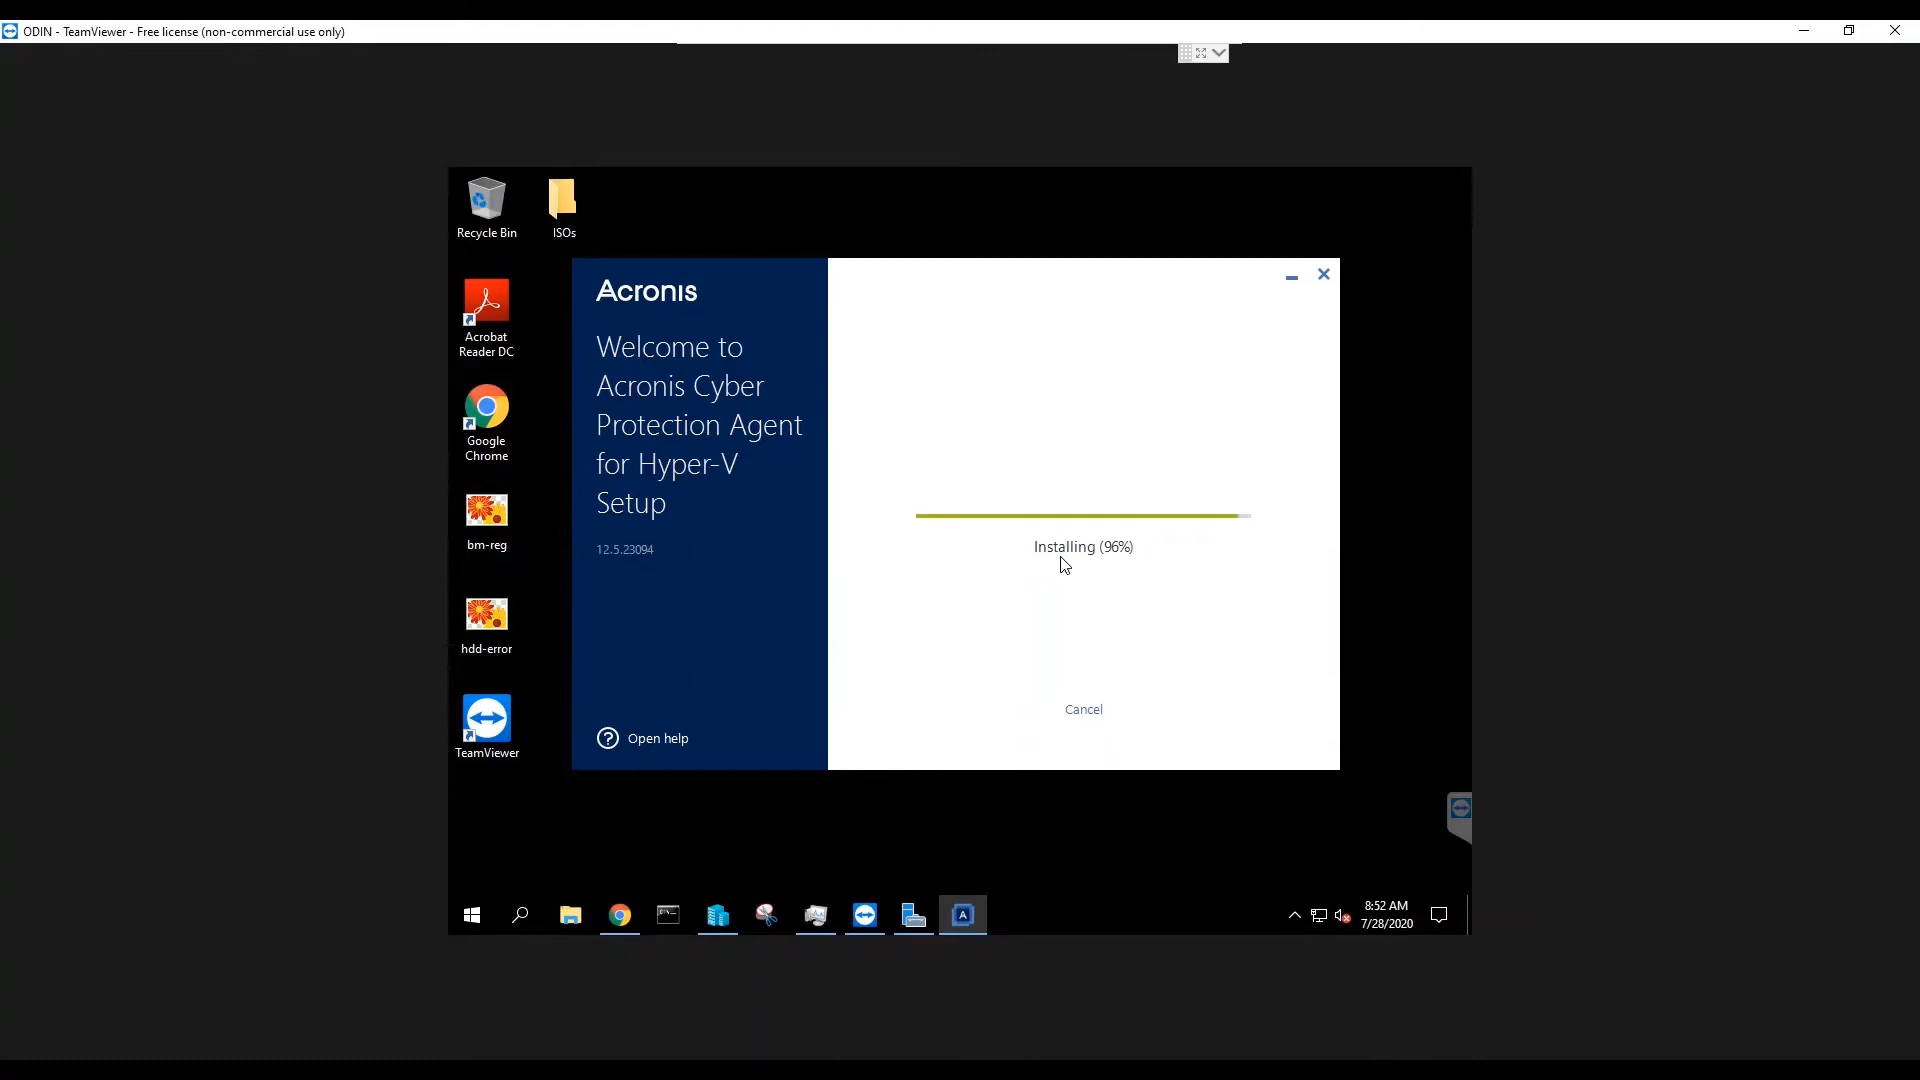 ODIN - TeamViewer - Free license (non-commercial use only)
Recycle Bin
ISOs
Acrobat
Reader DC
Google
Chrome
bm-reg
hdd-error
TeamViewer
Acronis
Welcome to
Acronis Cyber
Protection Agent
for Hyper-V
Setup
12.5.23094
Open help
Installing (96%)
Cancel
8:52 AM
7/28/2020